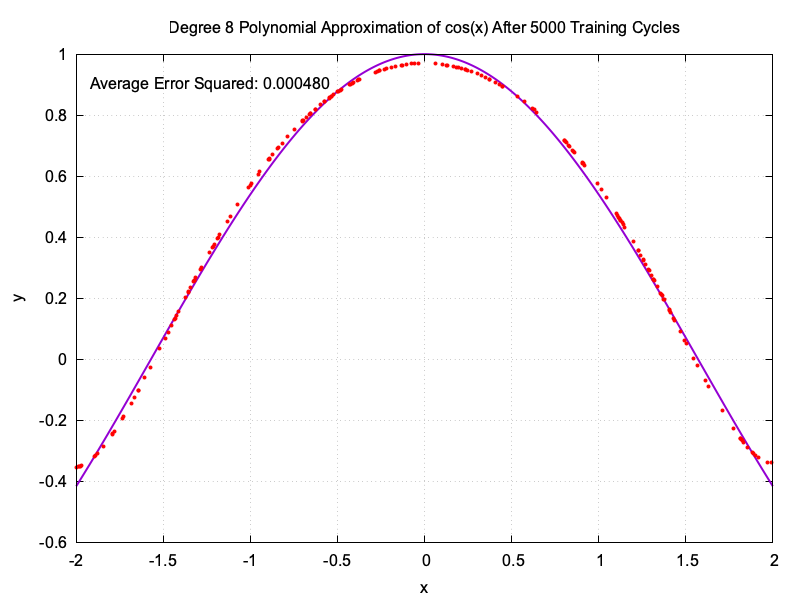 Degree 8 Polynomial Approximation of cos(x) After 5000 Training Cycles
Average Error Squared: 0.000480
1
0.8
0.6
0.4
0.2
0
-0.2
-0.4
-0.6
y
-2 -1.5 -1 -0.5 0 0.5 1 1.5 2
x